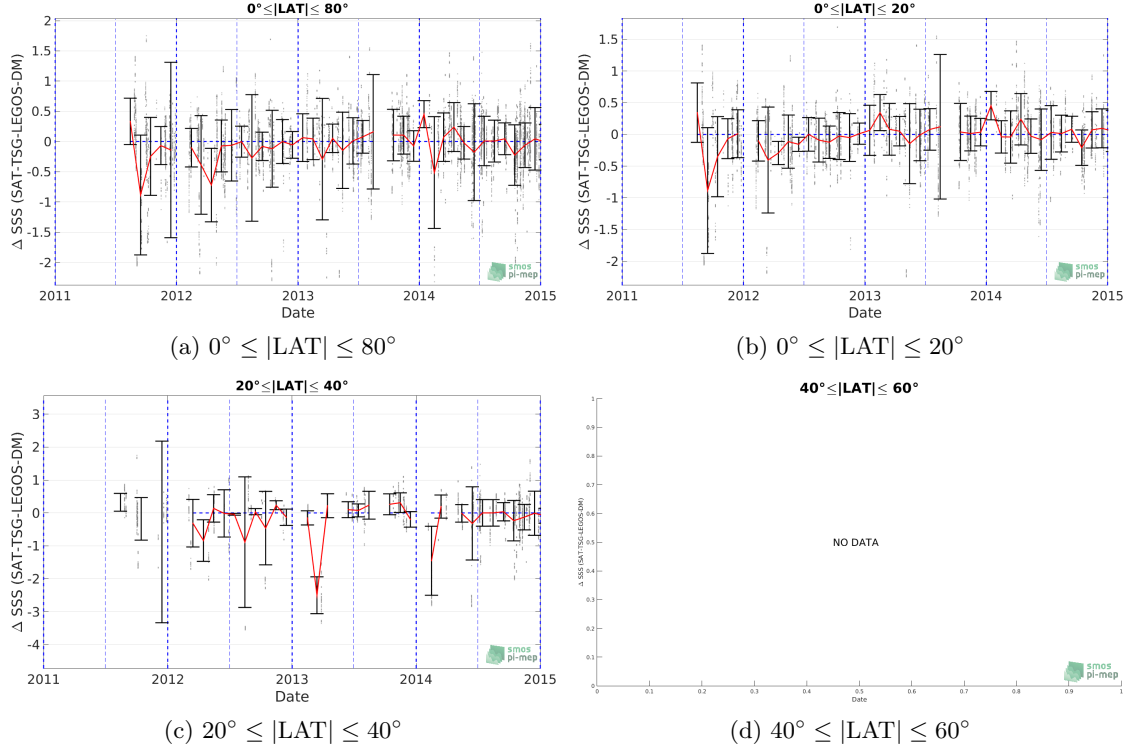 0°≤|LAT|≤ 80°
Δ SSS (SAT-TSG-LEGOS-DM)
2
1.5
1
0.5
0
-0.5
-1
-1.5
-2
2011
2012
2013
2014
2015
Date
smos
pi-mep
(a) 0° ≤ |LAT| ≤ 80°
0°≤|LAT|≤ 20°
Δ SSS (SAT-TSG-LEGOS-DM)
1.5
1
0.5
0
-0.5
-1
-1.5
-2
2011
2012
2013
2014
2015
Date
smos
pi-mep
(b) 0° ≤ |LAT| ≤ 20°
20°≤|LAT|≤ 40°
Δ SSS (SAT-TSG-LEGOS-DM)
3
2
1
0
-1
-2
-3
-4
2011
2012
2013
2014
2015
Date
smos
pi-mep
(c) 20° ≤ |LAT| ≤ 40°
40°≤|LAT|≤ 60°
Δ SSS (SAT-TSG-LEGOS-DM)
1
0.9
0.8
0.7
0.6
0.5
0.4
0.3
0.2
0.1
0
NO DATA
0
0.1
0.2
0.3
0.4
0.5
0.6
0.7
0.8
0.9
1
Date
smos
pi-mep
(d) 40° ≤ |LAT| ≤ 60°